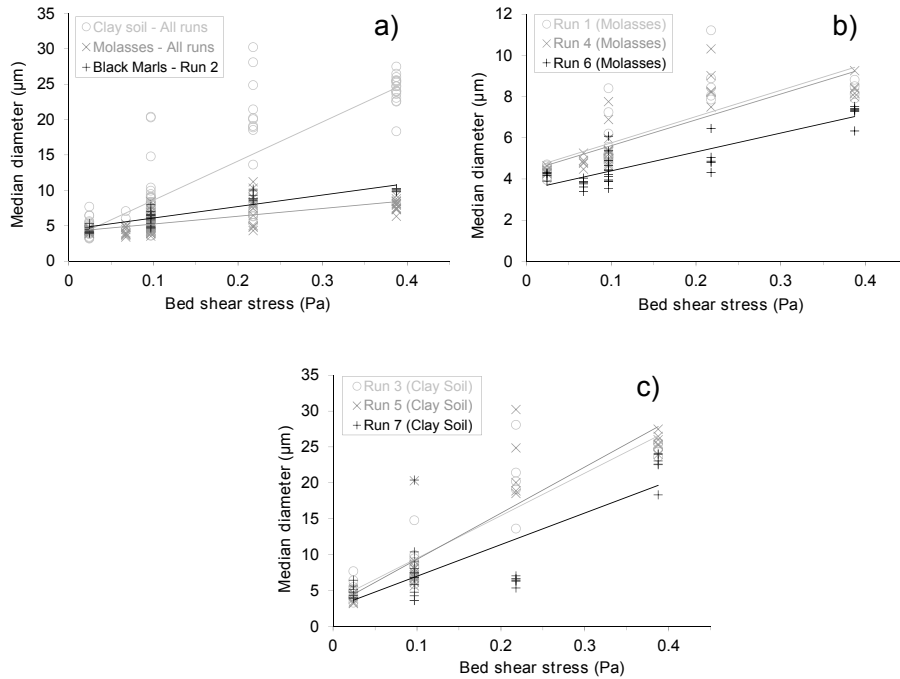 a)
Clay soil - All runs
Molasses - All runs
Black Marls - Run 2
Median diameter (µm)
35
30
25
20
15
10
5
0
0 0.1 0.2 0.3 0.4
Bed shear stress (Pa)
b)
Run 1 (Molasses)
Run 4 (Molasses)
Run 6 (Molasses)
Median diameter (µm)
12
10
8
6
4
2
0
0 0.1 0.2 0.3 0.4
Bed shear stress (Pa)
c)
Run 3 (Clay Soil)
Run 5 (Clay Soil)
Run 7 (Clay Soil)
Median diameter (µm)
35
30
25
20
15
10
5
0
0 0.1 0.2 0.3 0.4
Bed shear stress (Pa)